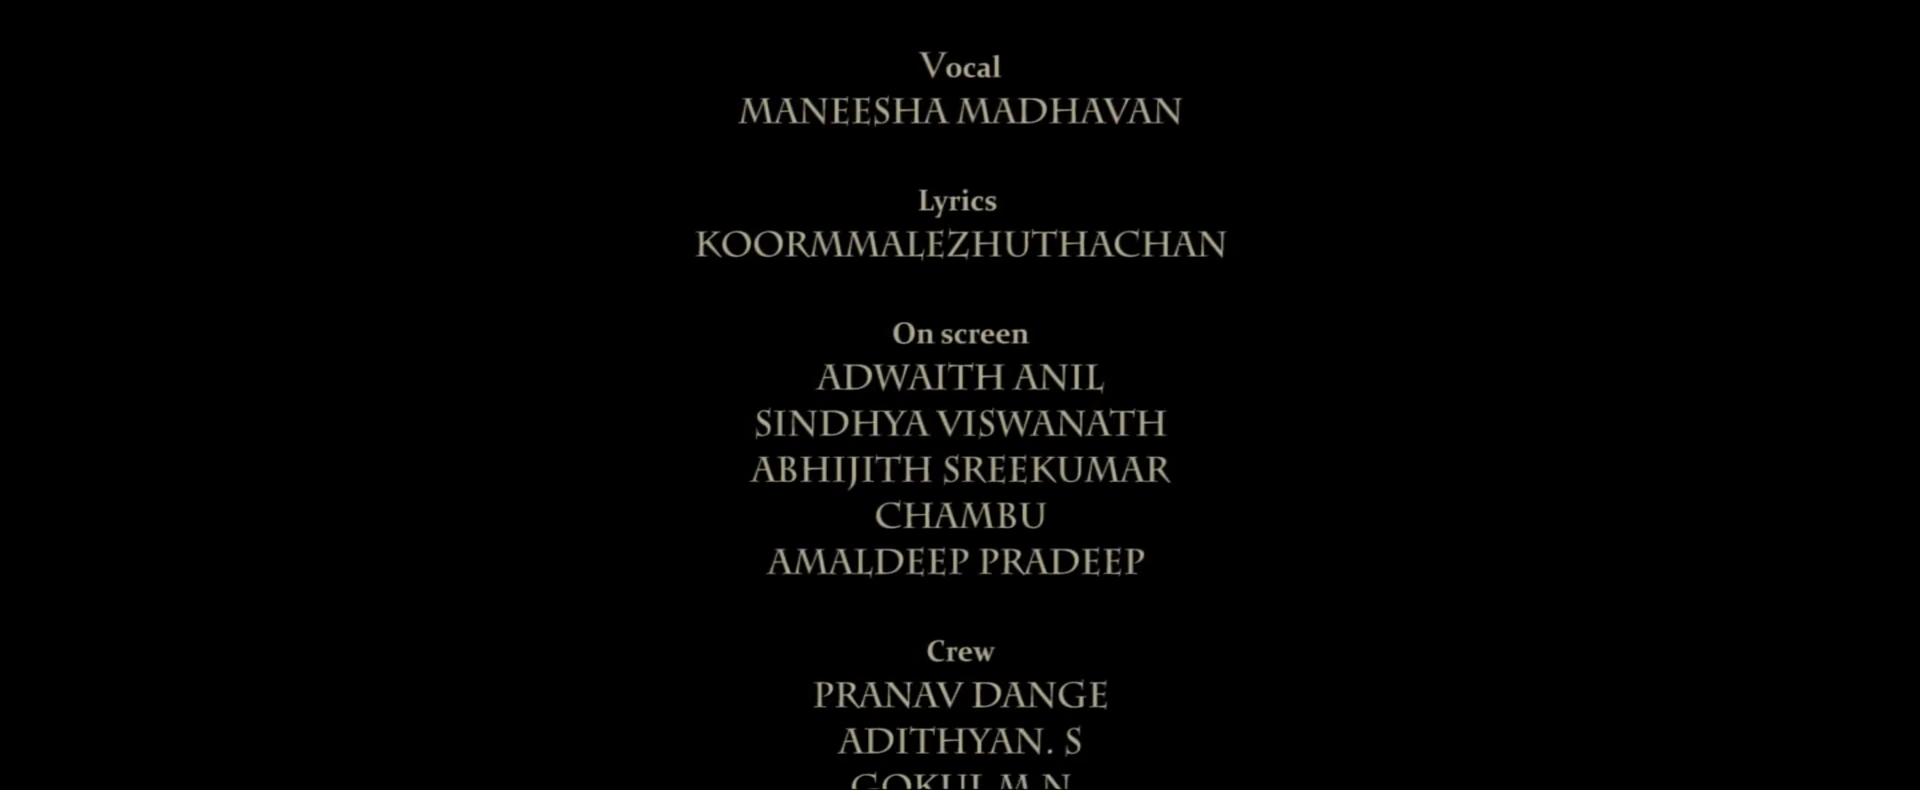 Vocal
MANEESHA MADHAVAN
Lyrics
KOORMMALEZHUTHACHAN
On screen
ADWAITH ANIL
SINDHYA VISWANATH
ABHIJITH SREEKUMAR
CHAMBU
AMALDEEP PRADEEP
Crew
PRANAV DANGE
ADITHYAN. S
GOKUL M.N